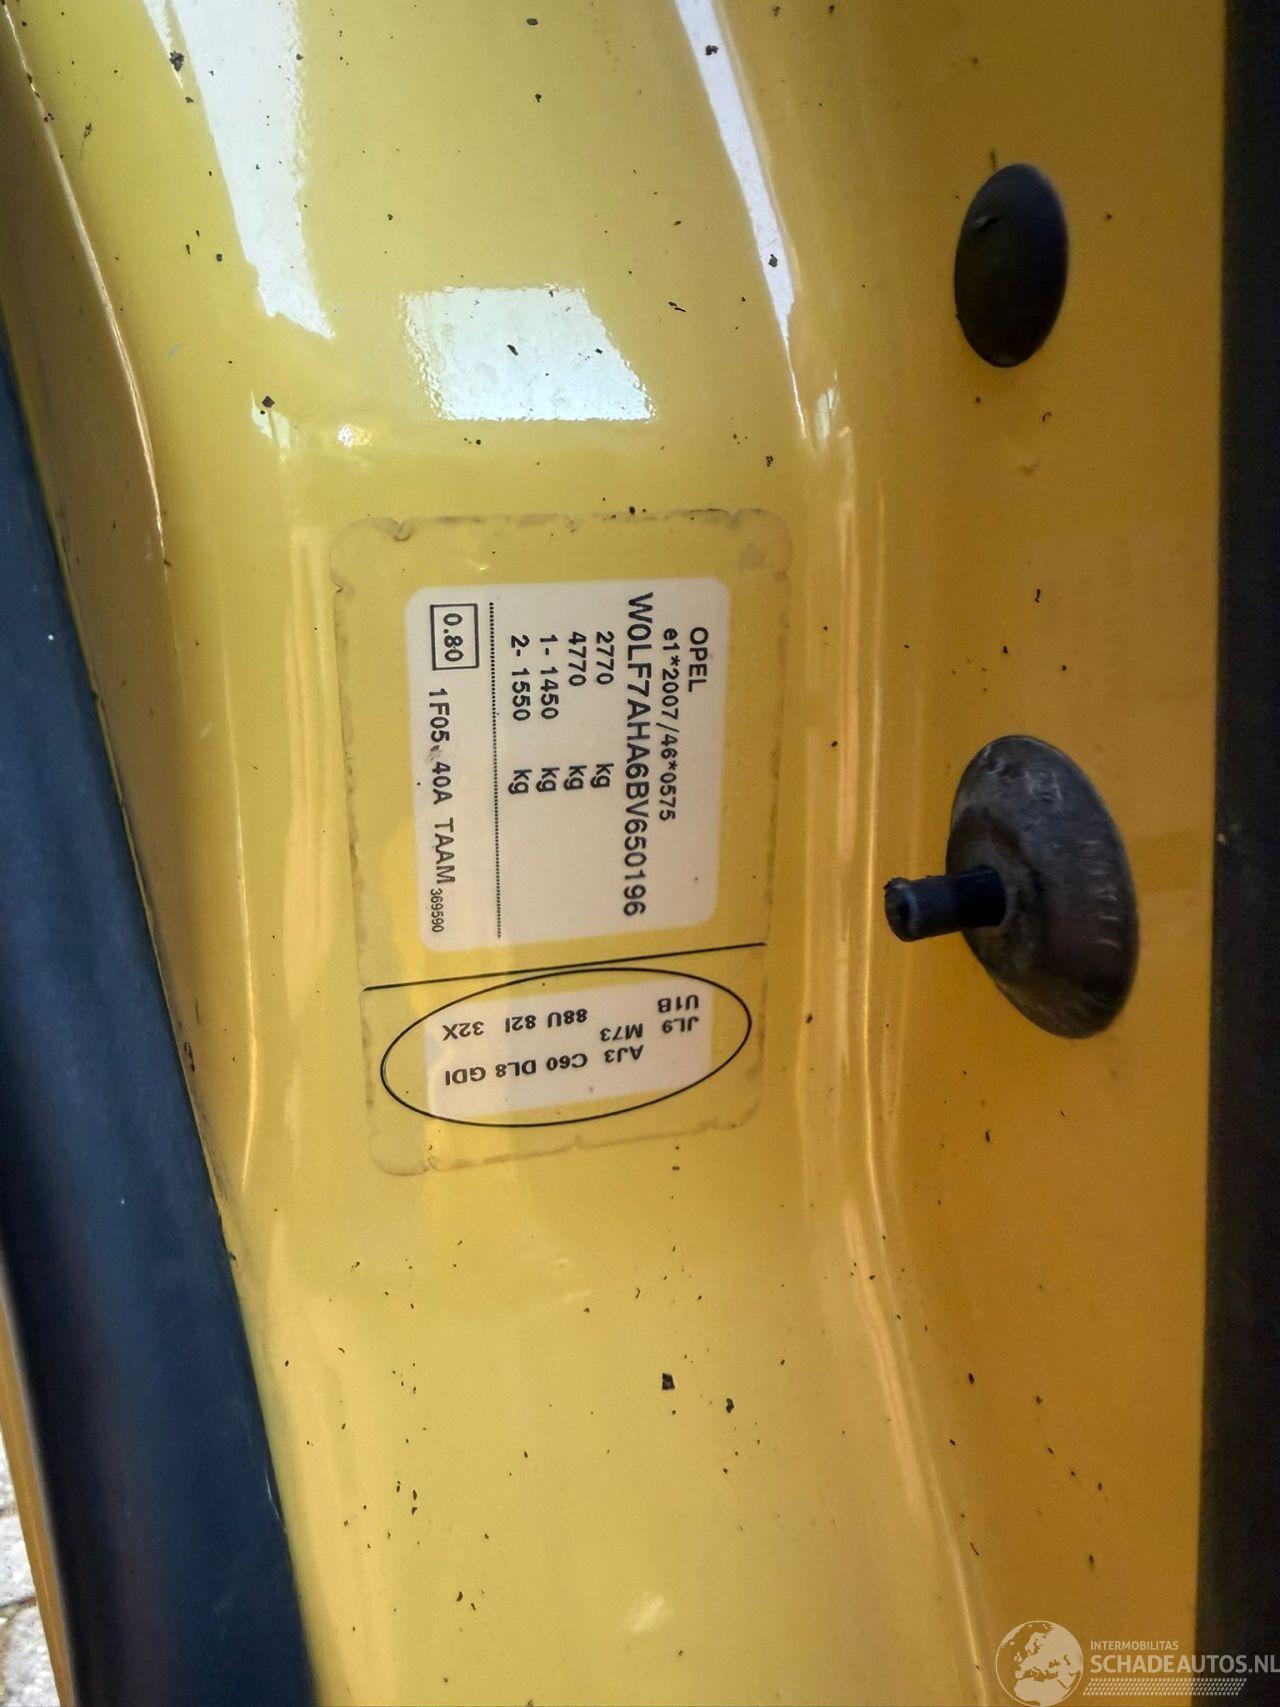 OPEL
e1*2007/46*0575
W0LF7AHA6BV650196
2770 kg
4770 kg
1- 1450 kg
2- 1550 kg
0.80 1F05. 40A TAAM 369590
32X 82I 88U M73 JL9 U1B
GDI DL8 C60 AJ3
INTERMOBILITAS
SCHADEAUTOS.NL